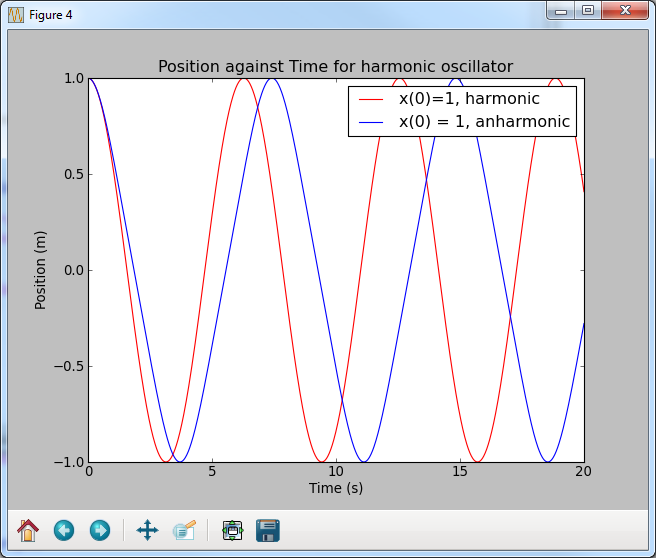 Figure 4
Position against Time for harmonic oscillator
x(0)=1, harmonic
x(0) = 1, anharmonic
1.0
0.5
0.0
−0.5
−1.0
Position (m)
0 5 10 15 20
Time (s)